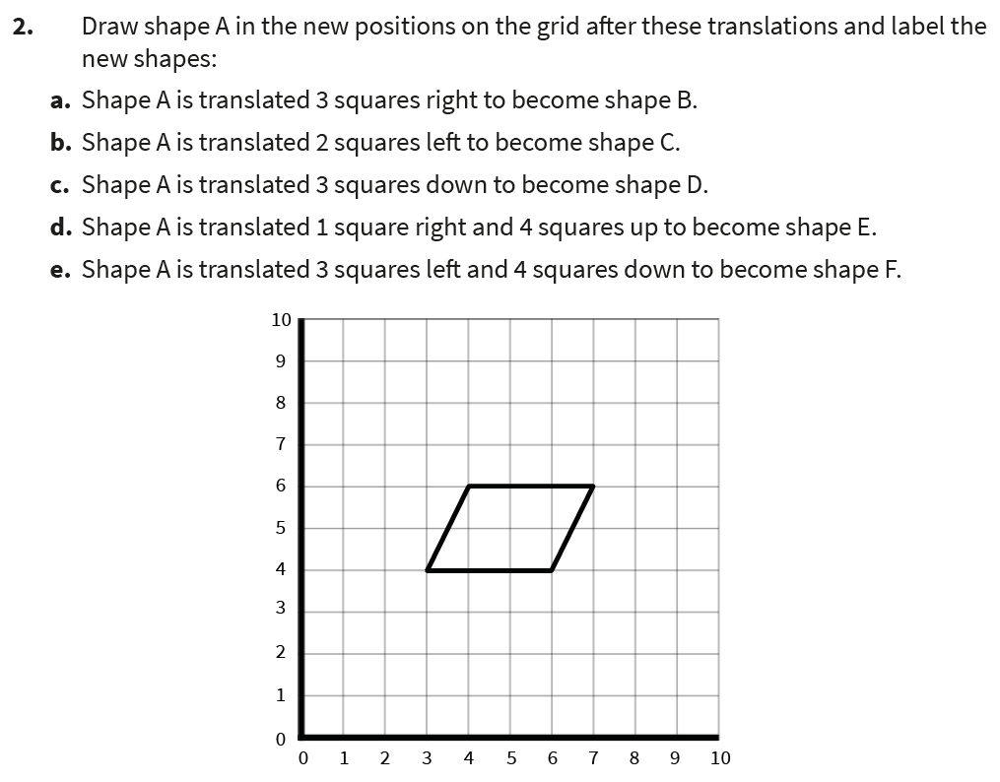 2. Draw shape A in the new positions on the grid after these translations and label the
new shapes:
a. Shape A is translated 3 squares right to become shape B.
b. Shape A is translated 2 squares left to become shape C.
c. Shape A is translated 3 squares down to become shape D.
d. Shape A is translated 1 square right and 4 squares up to become shape E.
e. Shape A is translated 3 squares left and 4 squares down to become shape F.
10
9
8
7
6
5
4
3
2
1
0
0 1 2 3 4 5 6 7 8 9 10